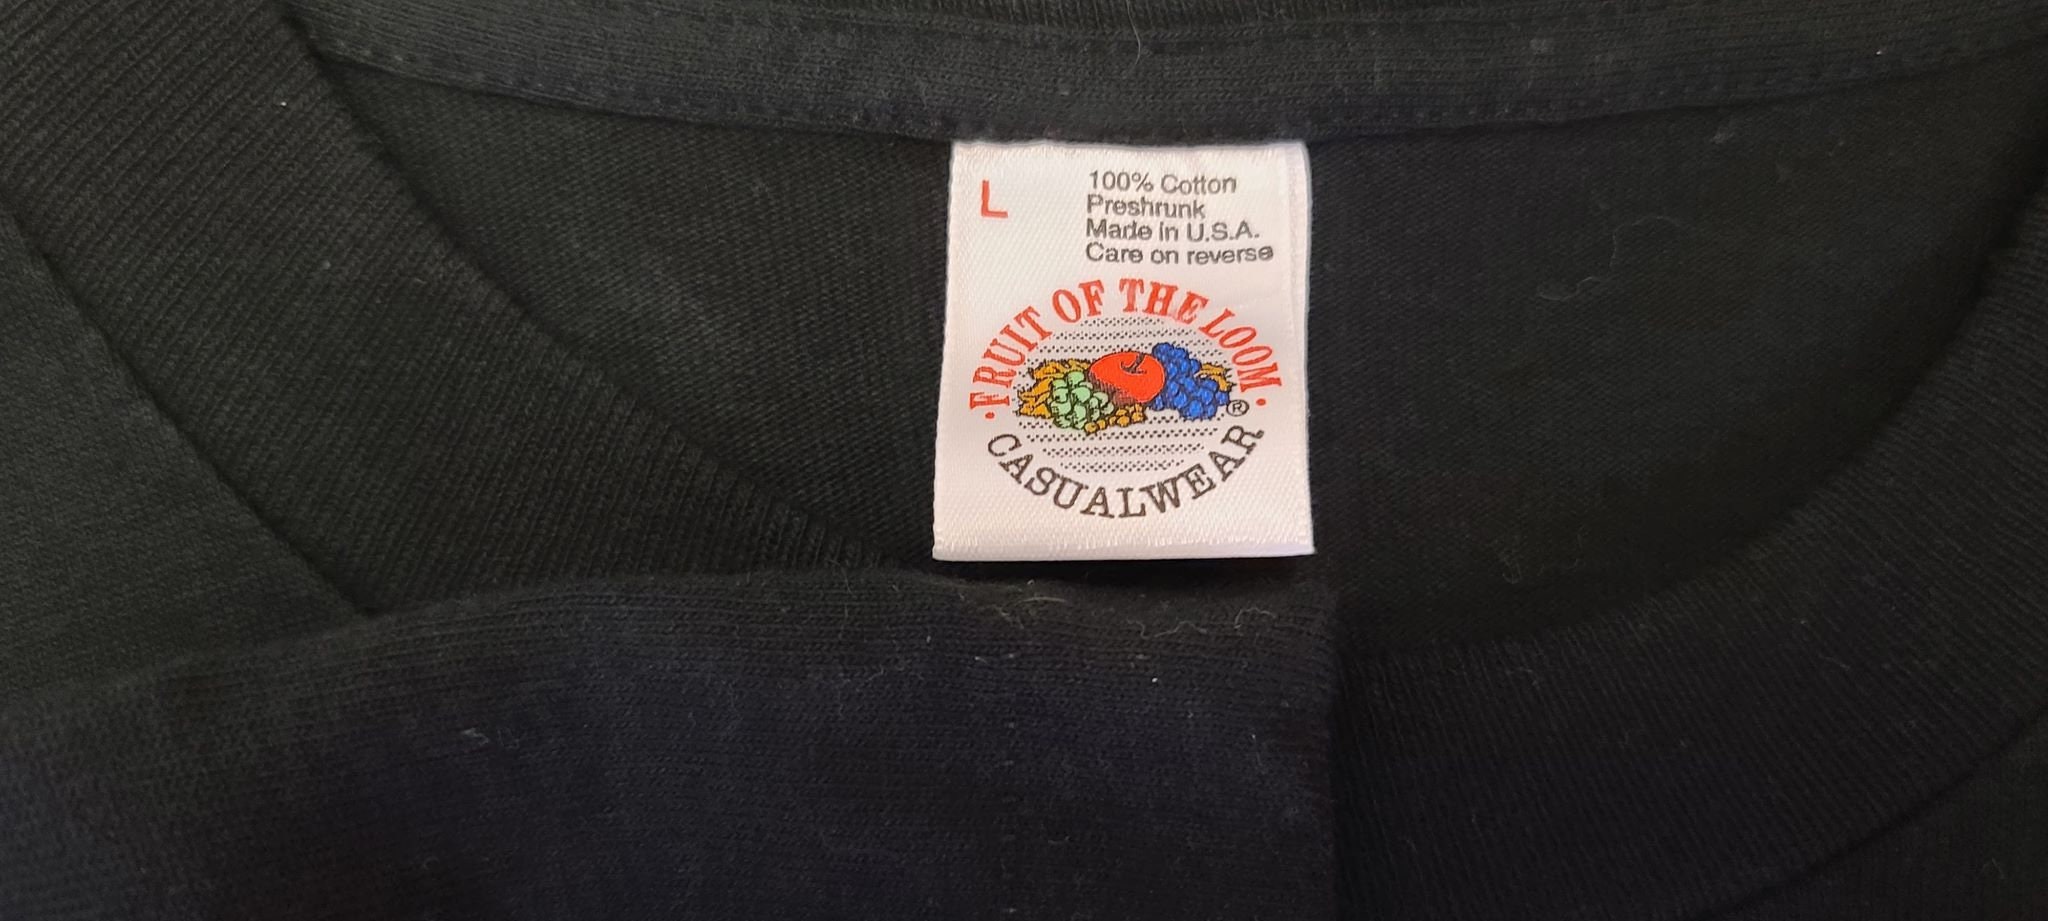 L
100% Cotton
Preshrunk
Made in U.S.A.
Care on reverse
·FRUIT OF THE LOOM·
®
CASUALWEAR